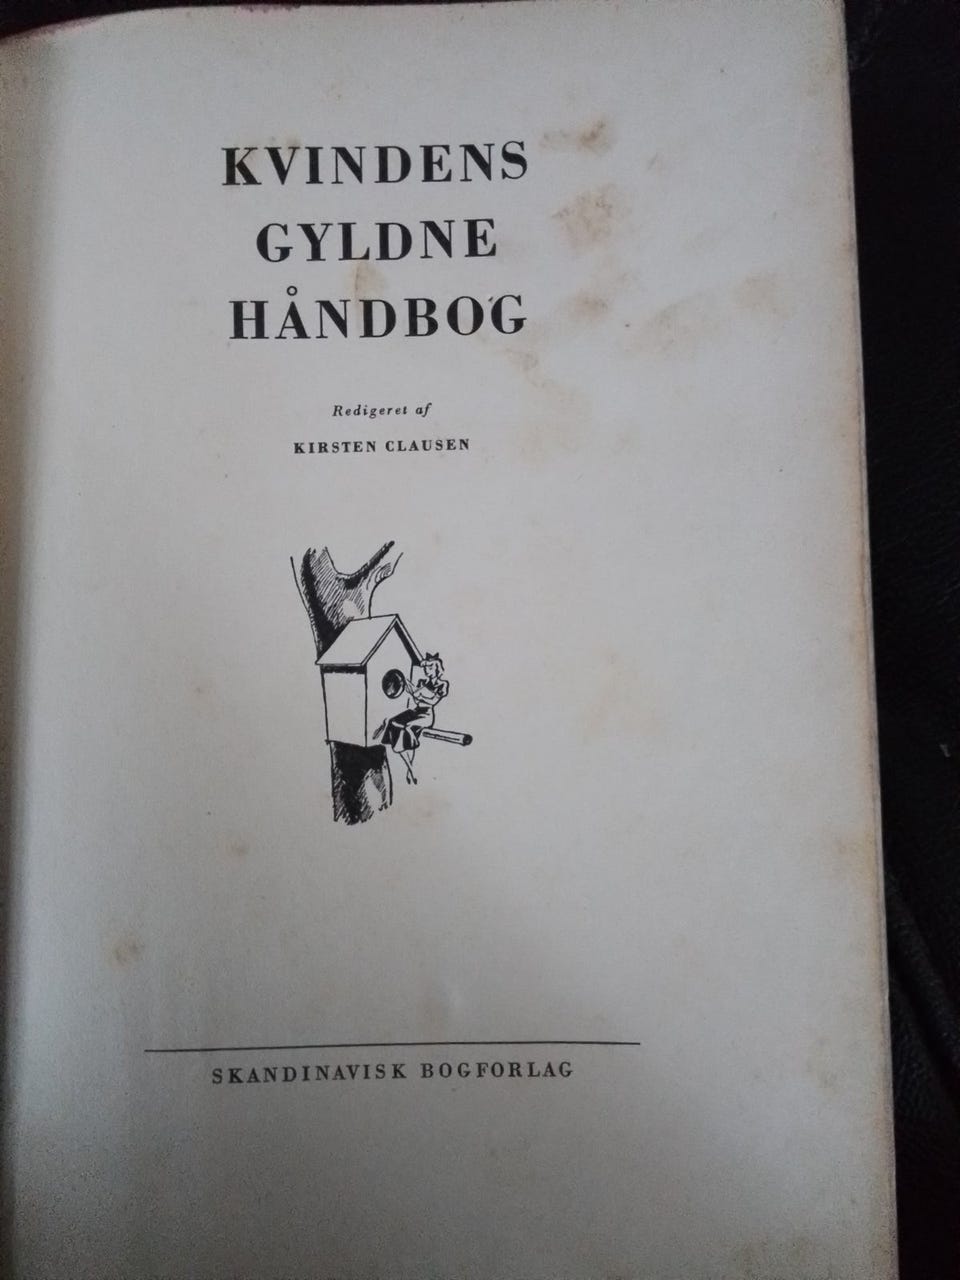 KVINDENS
GYLDNE
HÅNDBOG
Redigeret af
KIRSTEN CLAUSEN
SKANDINAVISK BOGFORLAG